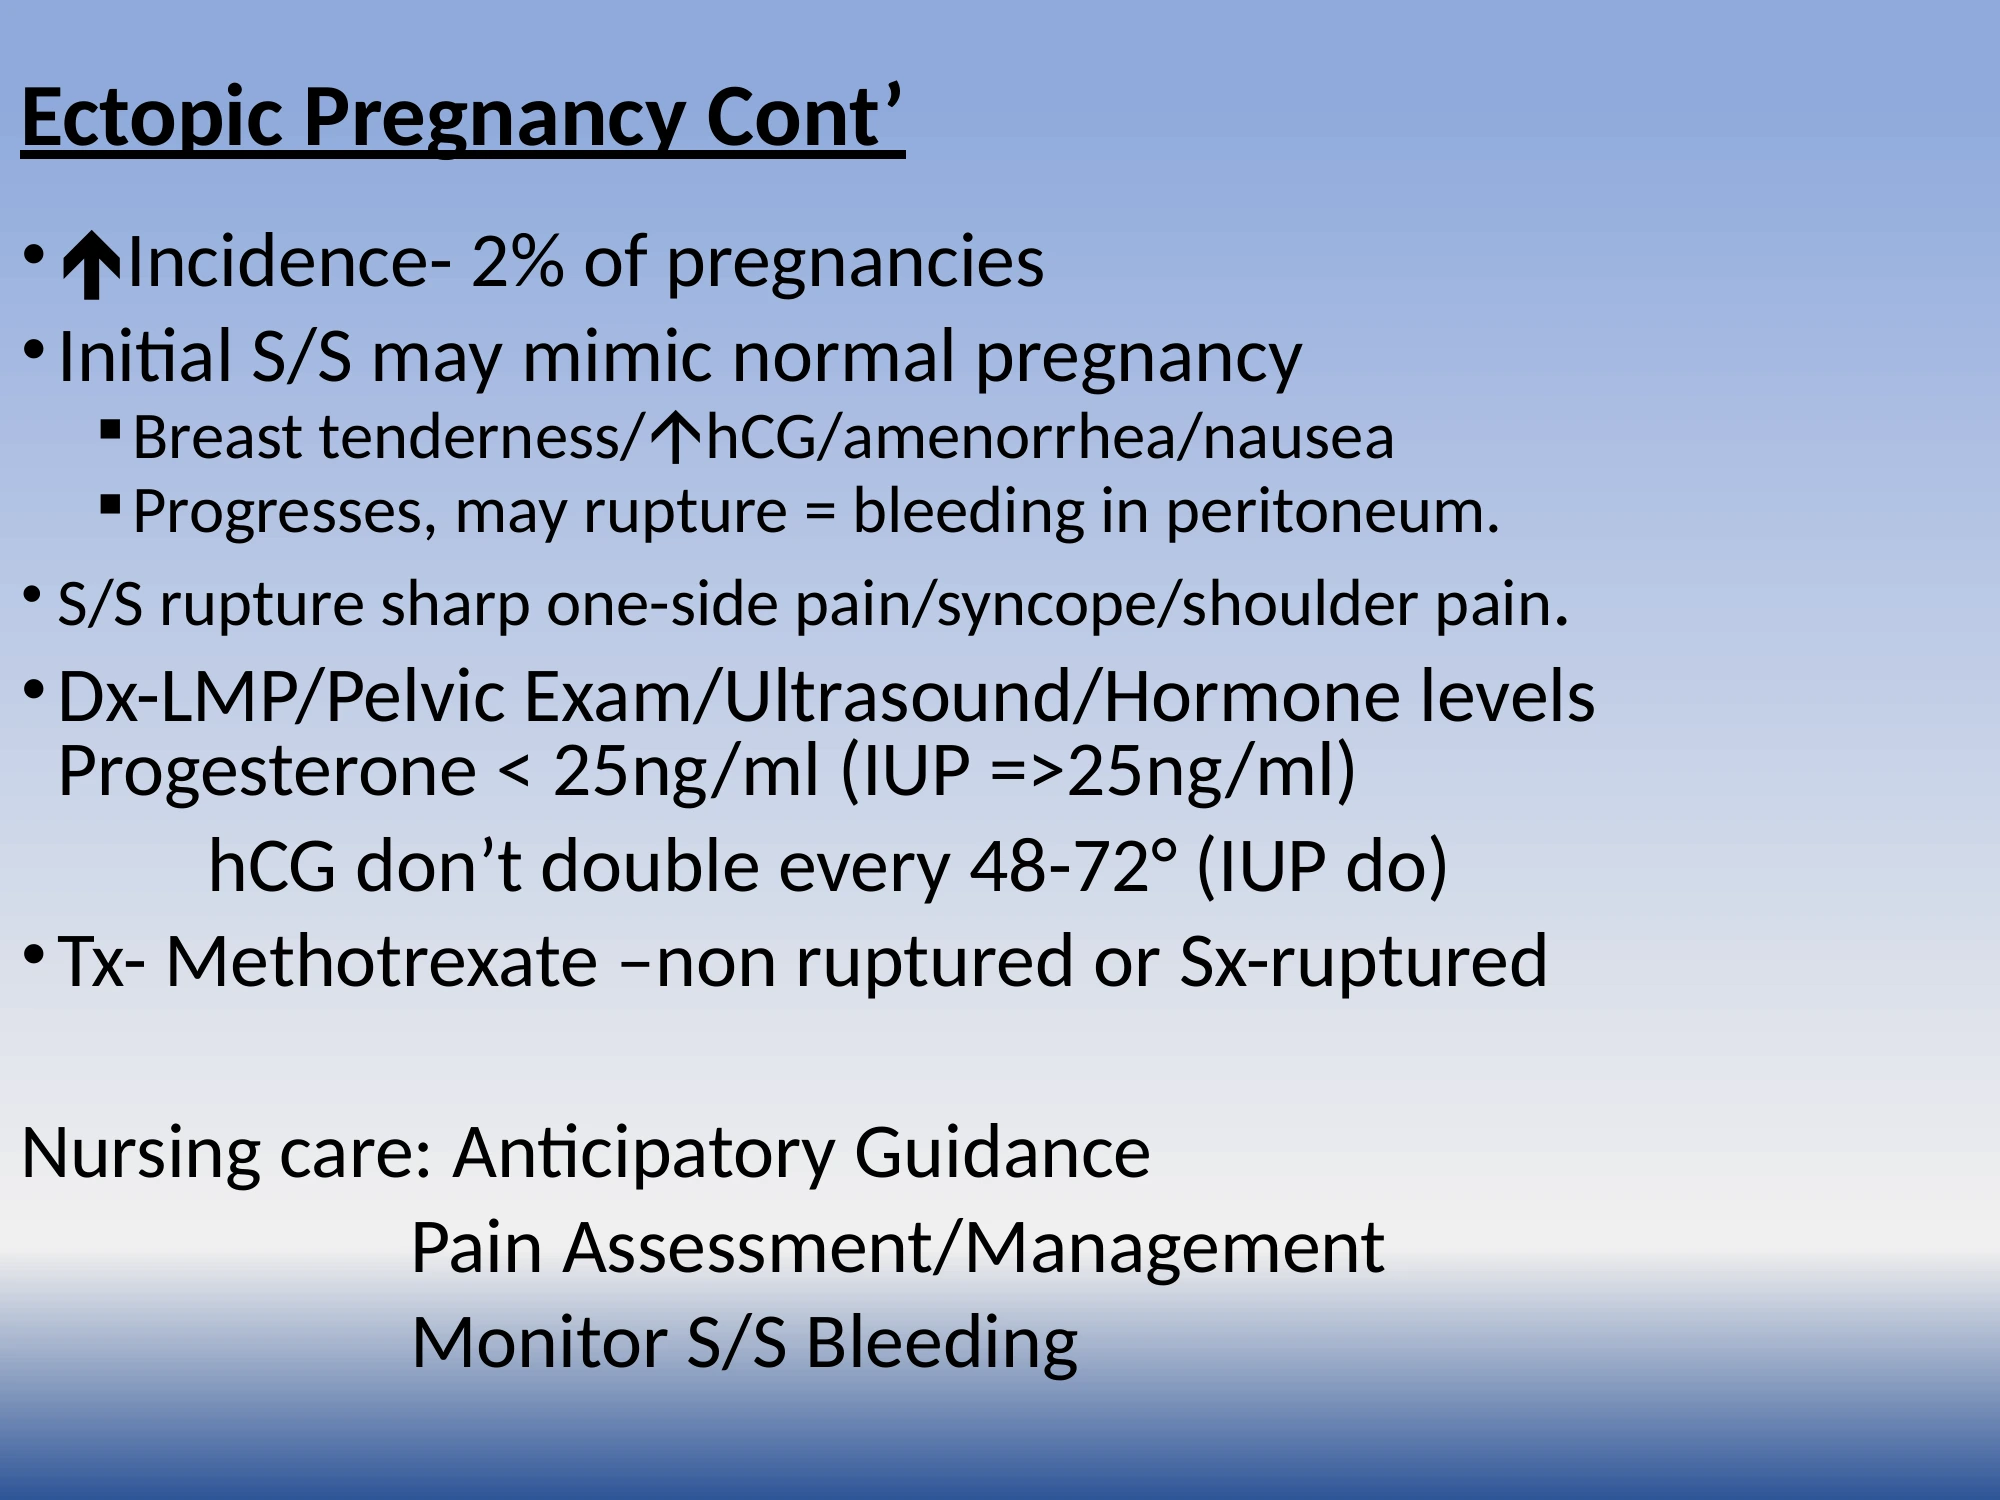 Ectopic Pregnancy Cont’
• 🡹Incidence- 2% of pregnancies
• Initial S/S may mimic normal pregnancy
▪ Breast tenderness/🡡hCG/amenorrhea/nausea
▪ Progresses, may rupture = bleeding in peritoneum.
• S/S rupture sharp one-side pain/syncope/shoulder pain.
• Dx-LMP/Pelvic Exam/Ultrasound/Hormone levels
Progesterone < 25ng/ml (IUP =>25ng/ml)
hCG don’t double every 48-72° (IUP do)
• Tx- Methotrexate –non ruptured or Sx-ruptured
Nursing care: Anticipatory Guidance
Pain Assessment/Management
Monitor S/S Bleeding